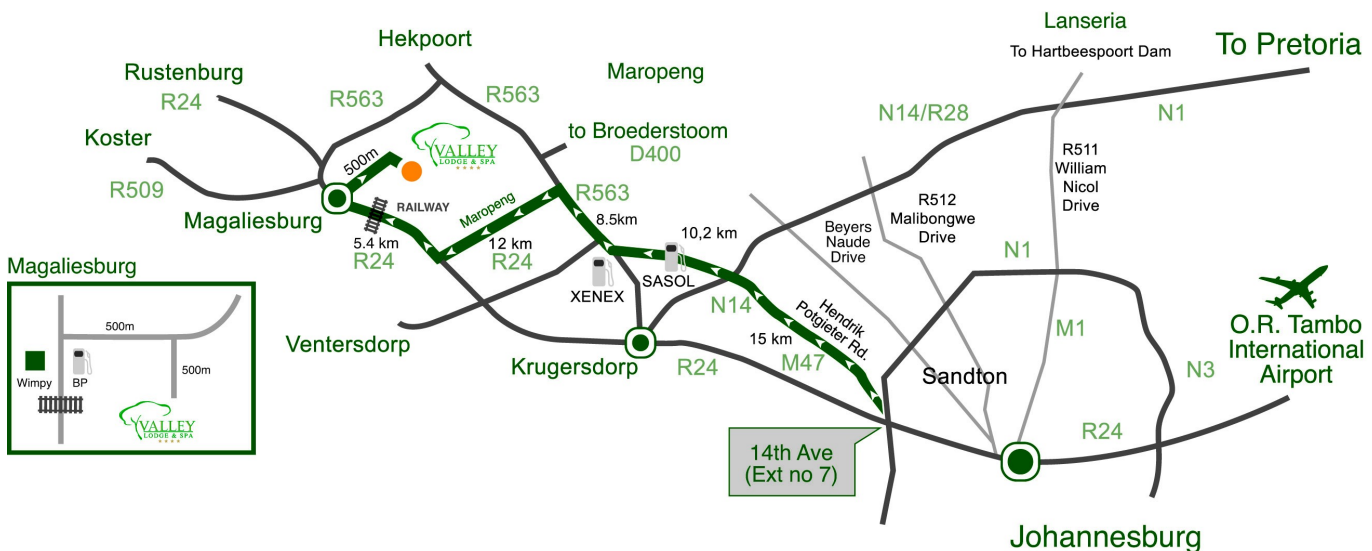 Lanseria
To Hartbeespoort Dam
To Pretoria
Hekpoort
Rustenburg
R24
R563
R563
Maropeng
N14/R28
N1
Koster
R509
500m
VALLEY
LODGE & SPA
to Broederstoom
D400
R511
William
Nicol
Drive
R512
Malibongwe
Drive
Beyers
Naude
Drive
Magaliesburg
RAILWAY
Maropeng
R563
8.5km
10,2 km
5.4 km
R24
12 km
R24
XENEX
SASOL
N14
N1
Hendrik
Potgieter Rd.
15 km
M47
M1
O.R. Tambo
International
Airport
N3
Ventersdorp
Krugersdorp
R24
Sandton
R24
14th Ave
(Ext no 7)
Johannesburg
Magaliesburg
500m
500m
Wimpy
BP
VALLEY
LODGE & SPA